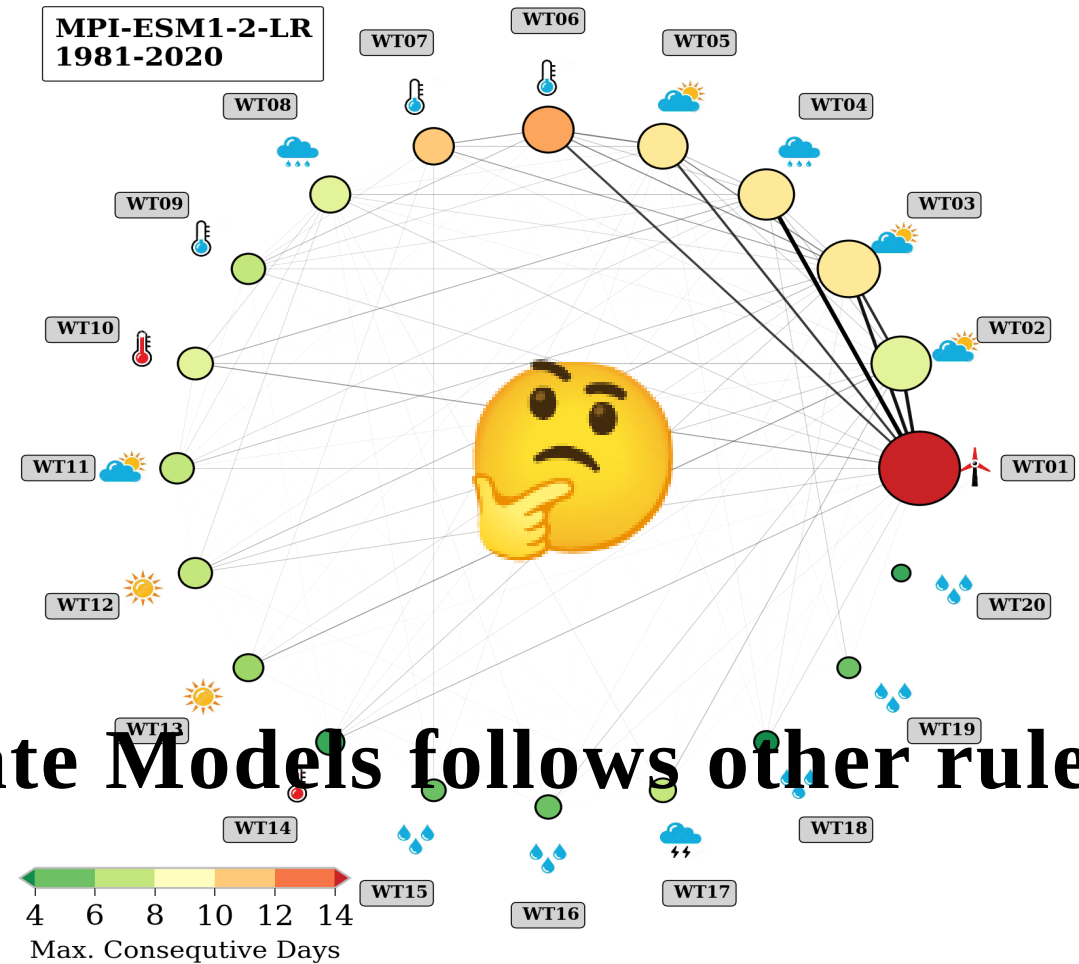 MPI-ESM1-2-LR
1981-2020
WT06
WT07
WT05
WT08
WT04
WT09
WT03
WT10
WT02
WT11
WT01
WT12
WT20
WT13
WT19
ate Models follows other rule
WT14
WT18
WT15
WT17
WT16
4 6 8 10 12 14
Max. Consequtive Days